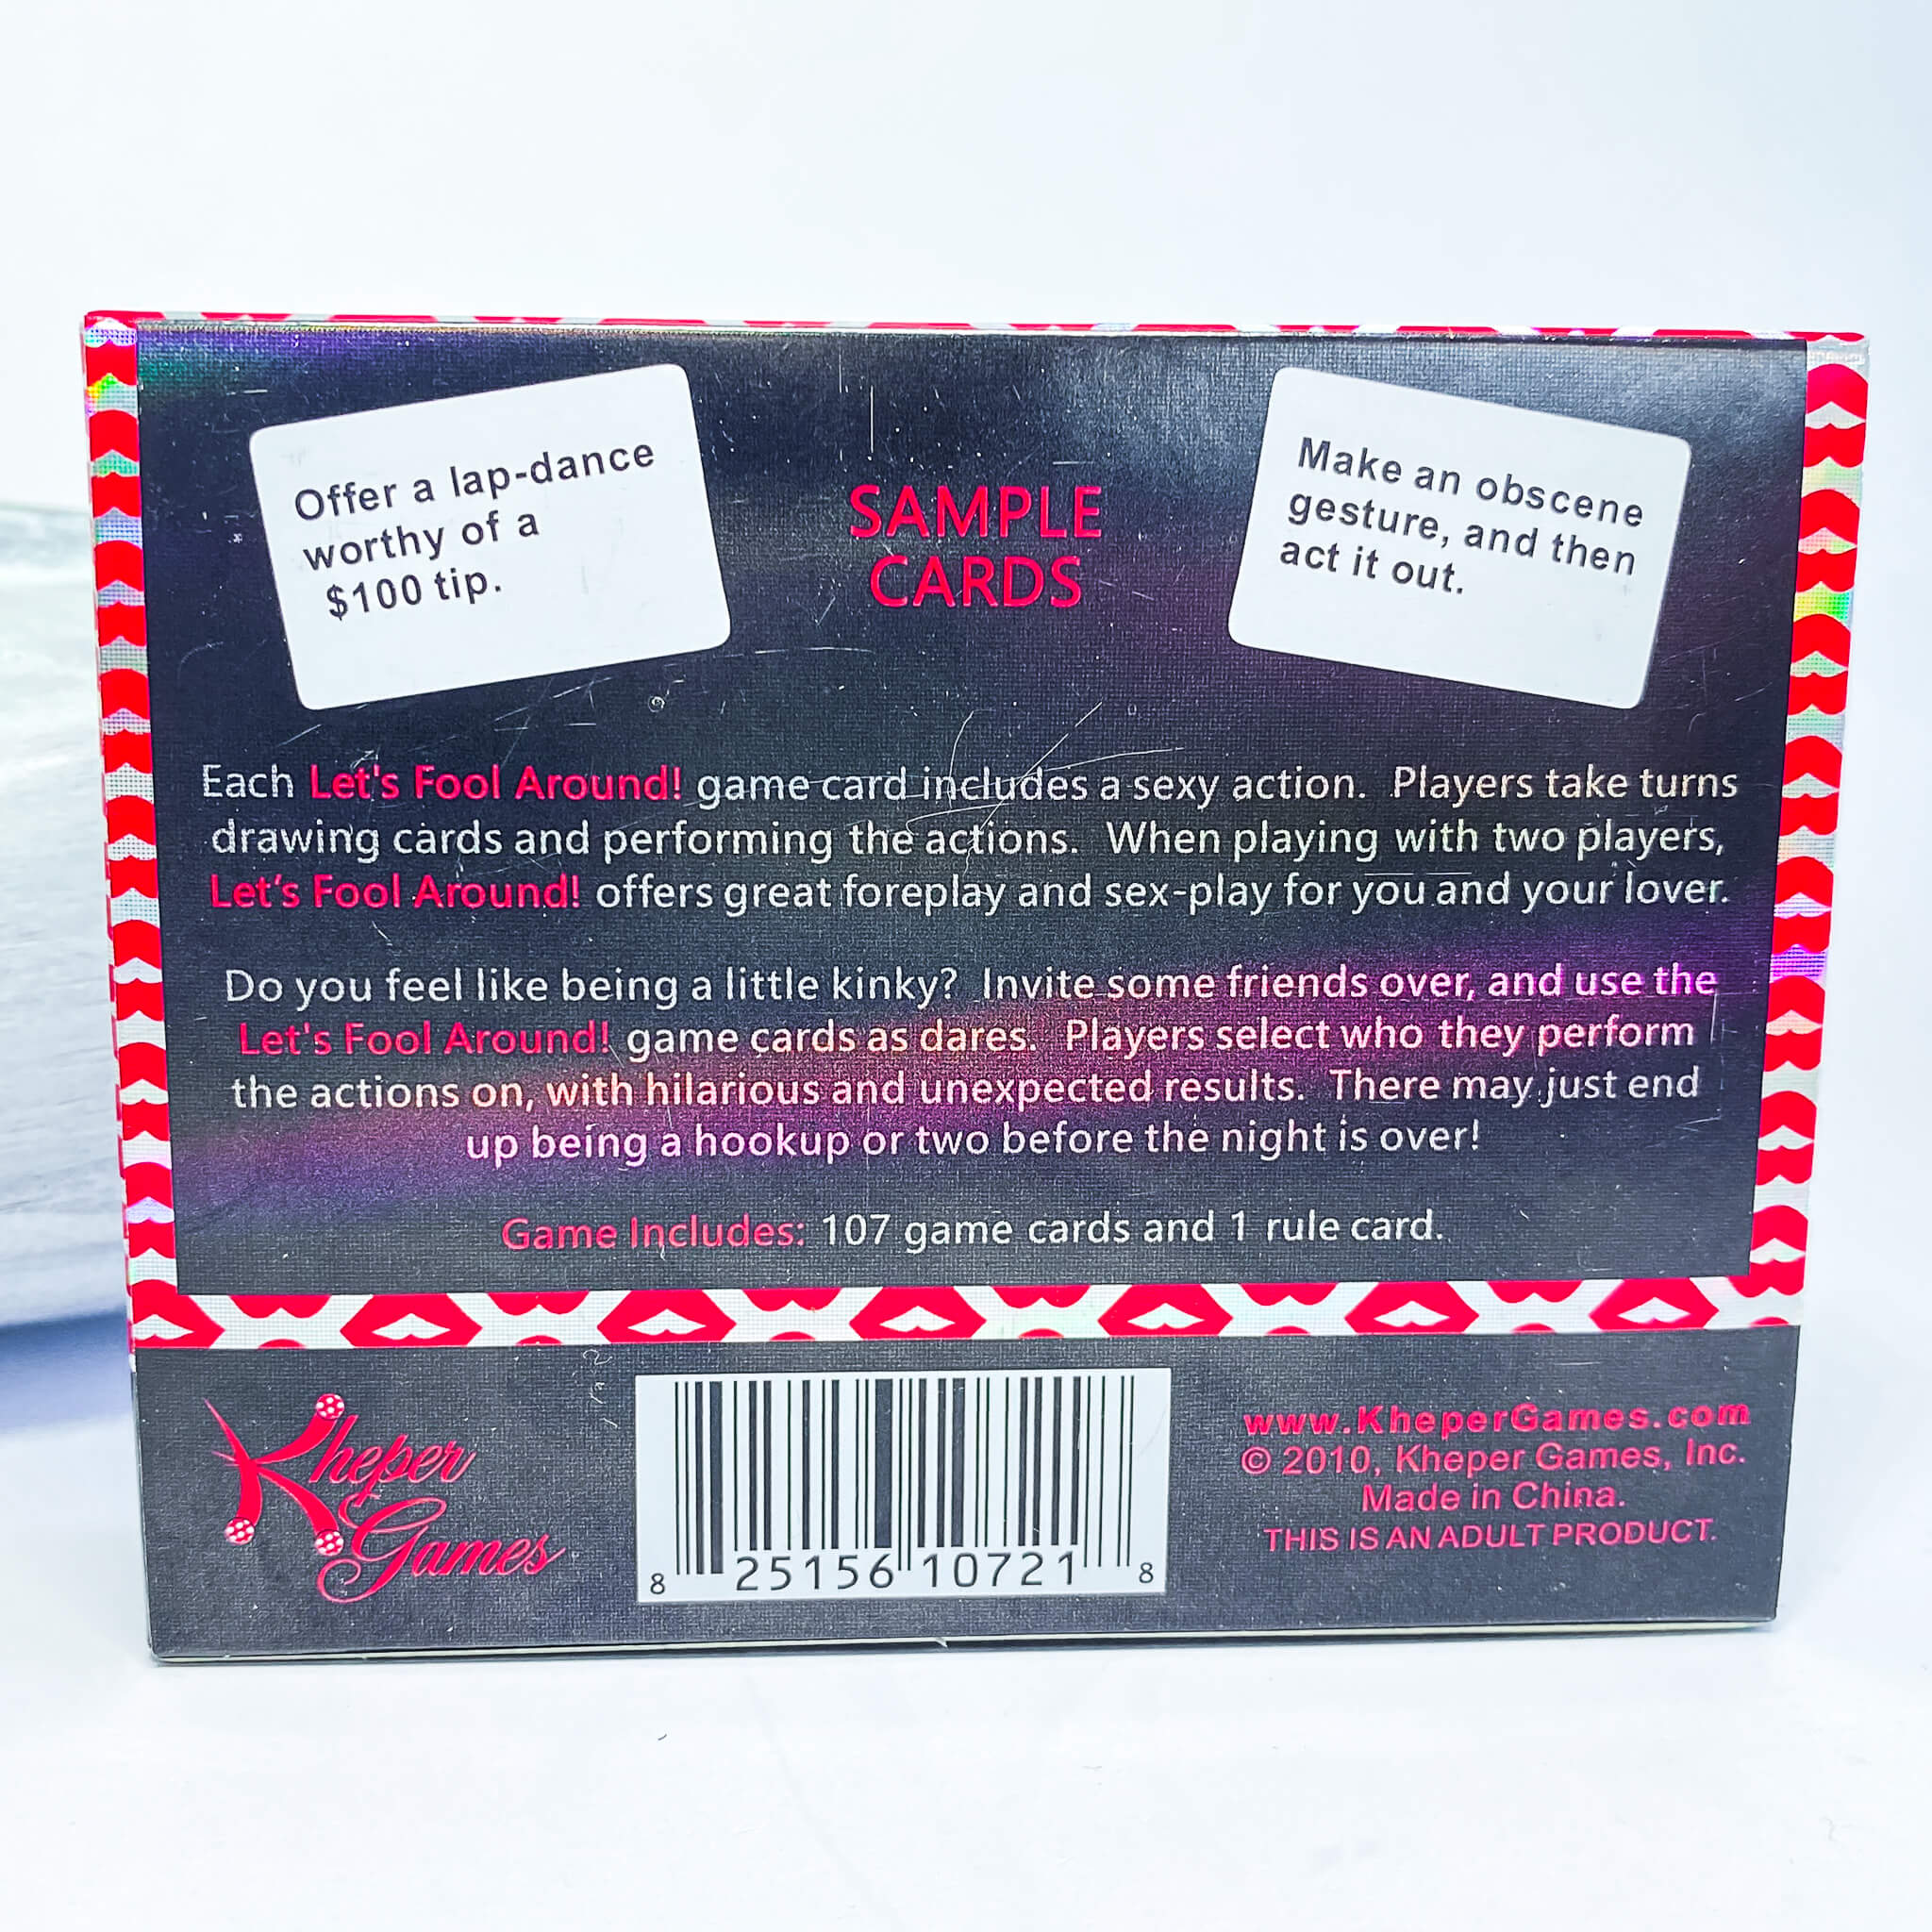 Offer a lap-dance
worthy of a
$100 tip.
SAMPLE
CARDS
Make an obscene
gesture, and then
act it out.
Each Let's Fool Around! game card includes a sexy action. Players take turns
drawing cards and performing the actions. When playing with two players,
Let's Fool Around! offers great foreplay and sex-play for you and your lover.
Do you feel like being a little kinky? Invite some friends over, and use the
Let's Fool Around! game cards as dares. Players select who they perform
the actions on, with hilarious and unexpected results. There may just end
up being a hookup or two before the night is over!
Game Includes: 107 game cards and 1 rule card.
Kheper
Games
8 25156 10721 8
www.KheperGames.com
© 2010, Kheper Games, Inc.
Made in China.
THIS IS AN ADULT PRODUCT.